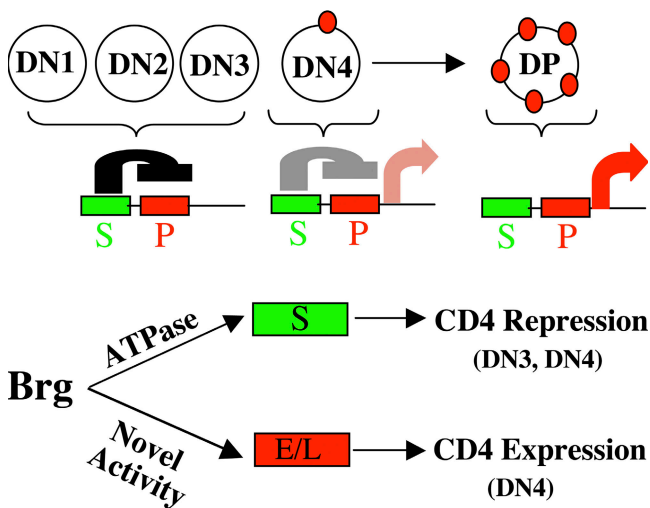 DN1 DN2 DN3 DN4 DP
S P S P S P
ATPase S CD4 Repression
(DN3, DN4)
Brg
Novel
Activity
E/L CD4 Expression
(DN4)